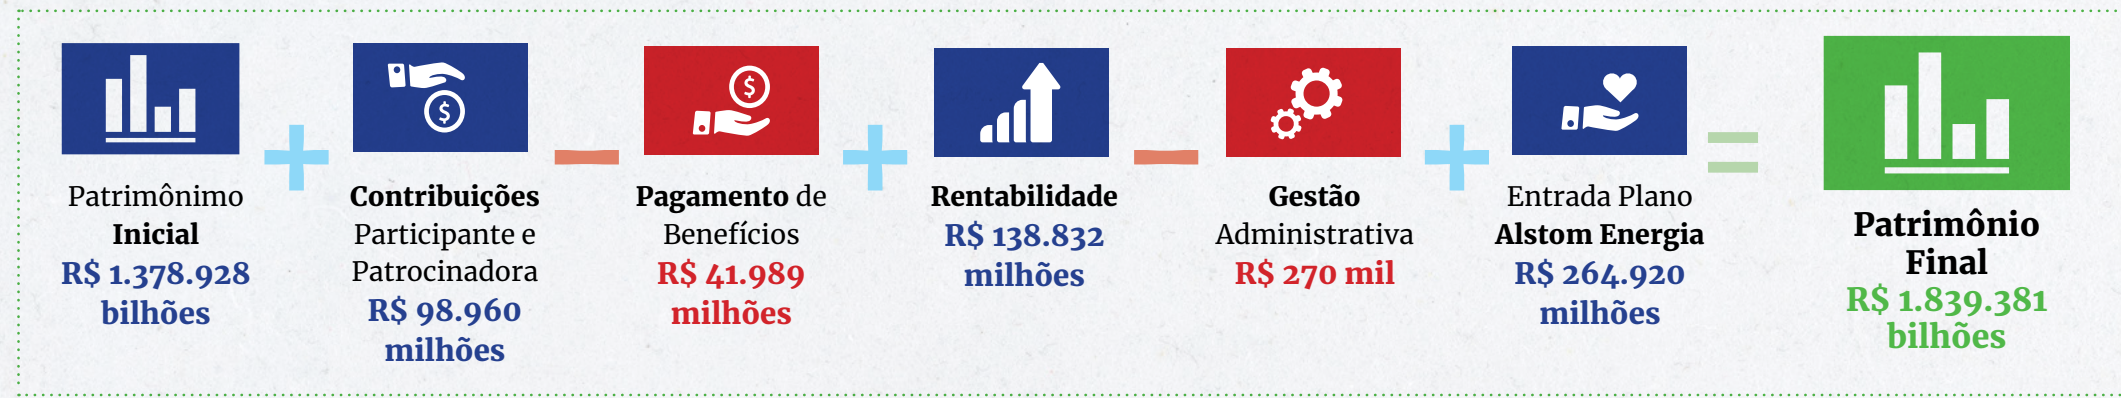 Patrimônimo
Inicial
R$ 1.378.928
bilhões
+
Contribuições
Participante e
Patrocinadora
R$ 98.960
milhões
−
Pagamento de
Benefícios
R$ 41.989
milhões
+
Rentabilidade
R$ 138.832
milhões
−
Gestão
Administrativa
R$ 270 mil
+
Entrada Plano
Alstom Energia
R$ 264.920
milhões
=
Patrimônio
Final
R$ 1.839.381
bilhões